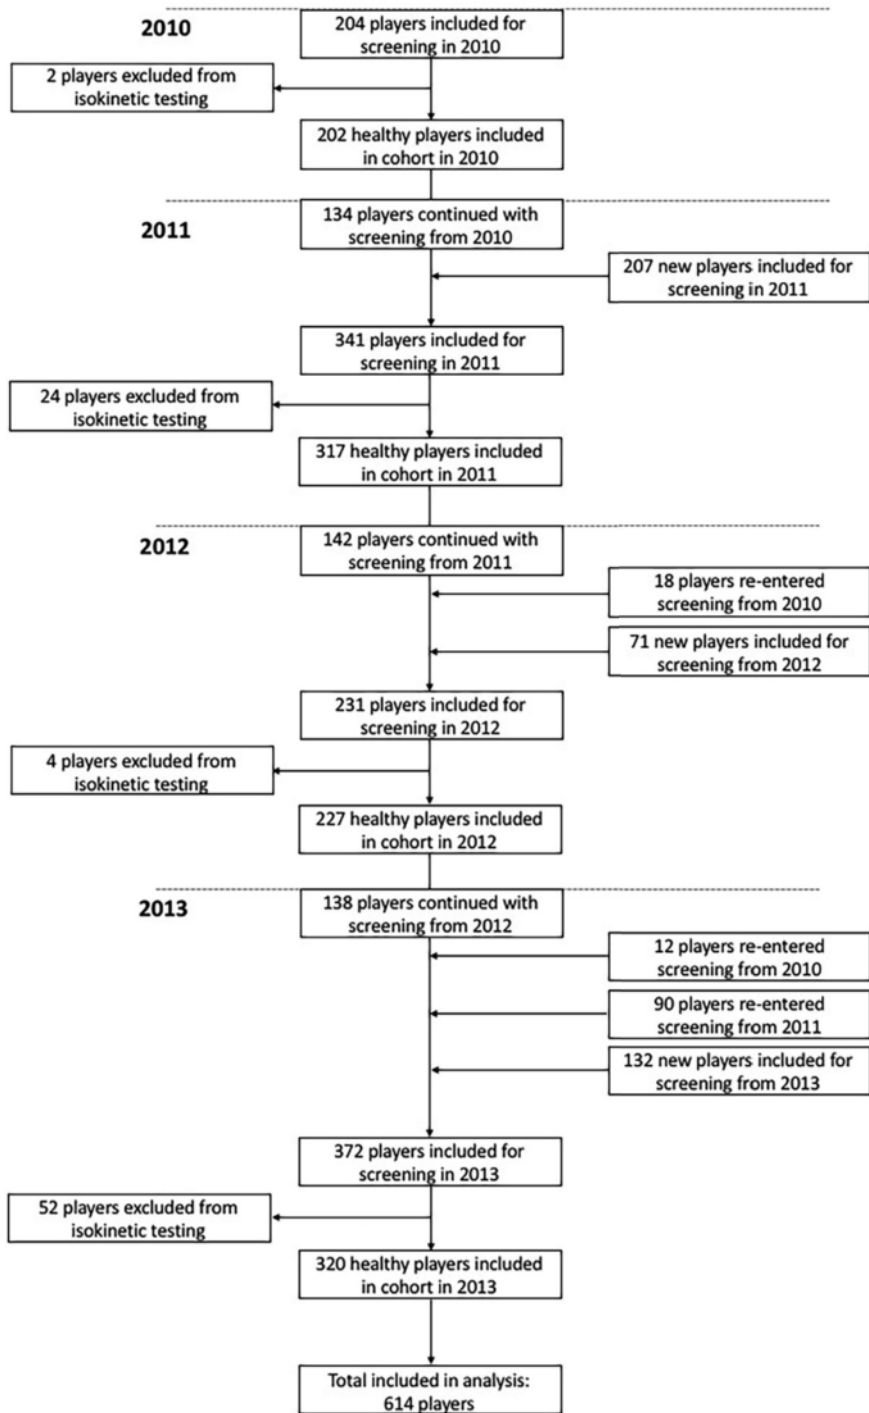 2010
204 players included for
screening in 2010
2 players excluded from
isokinetic testing
202 healthy players included
in cohort in 2010
2011
134 players continued with
screening from 2010
207 new players included for
screening in 2011
341 players included for
screening in 2011
24 players excluded from
isokinetic testing
317 healthy players included
in cohort in 2011
2012
142 players continued with
screening from 2011
18 players re-entered
screening from 2010
71 new players included for
screening from 2012
231 players included for
screening in 2012
4 players excluded from
isokinetic testing
227 healthy players included
in cohort in 2012
2013
138 players continued with
screening from 2012
12 players re-entered
screening from 2010
90 players re-entered
screening from 2011
132 new players included for
screening from 2013
372 players included for
screening in 2013
52 players excluded from
isokinetic testing
320 healthy players included
in cohort in 2013
Total included in analysis:
614 players